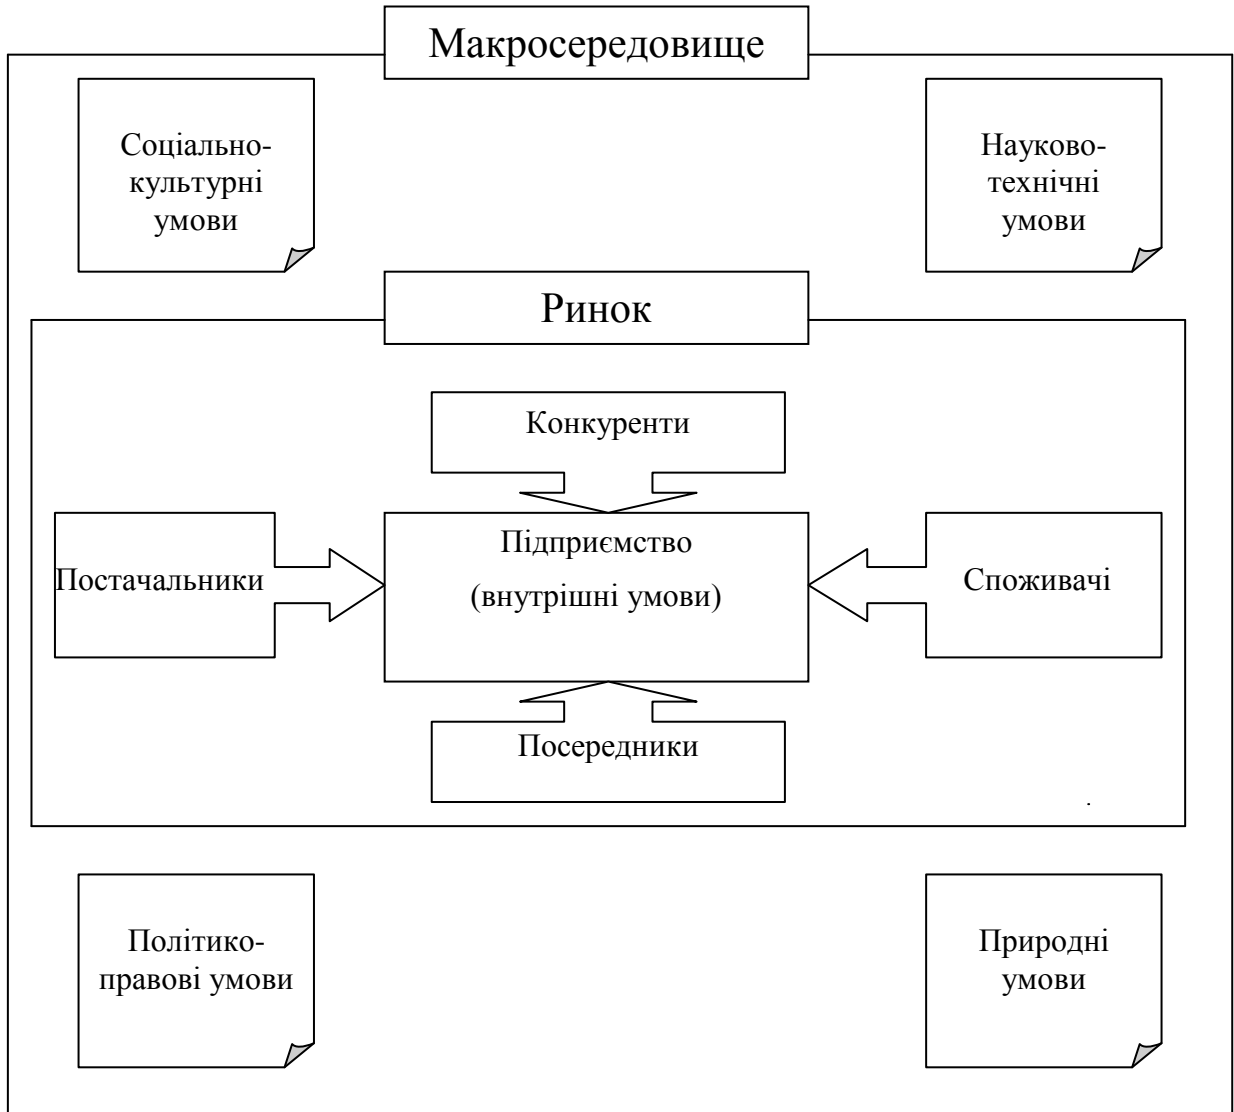 Макросередовище
Соціально-
культурні
умови
Науково-
технічні
умови
Ринок
Конкуренти
Постачальники
Підприємство
(внутрішні умови)
Споживачі
Посередники
.
Політико-
правові умови
Природні
умови